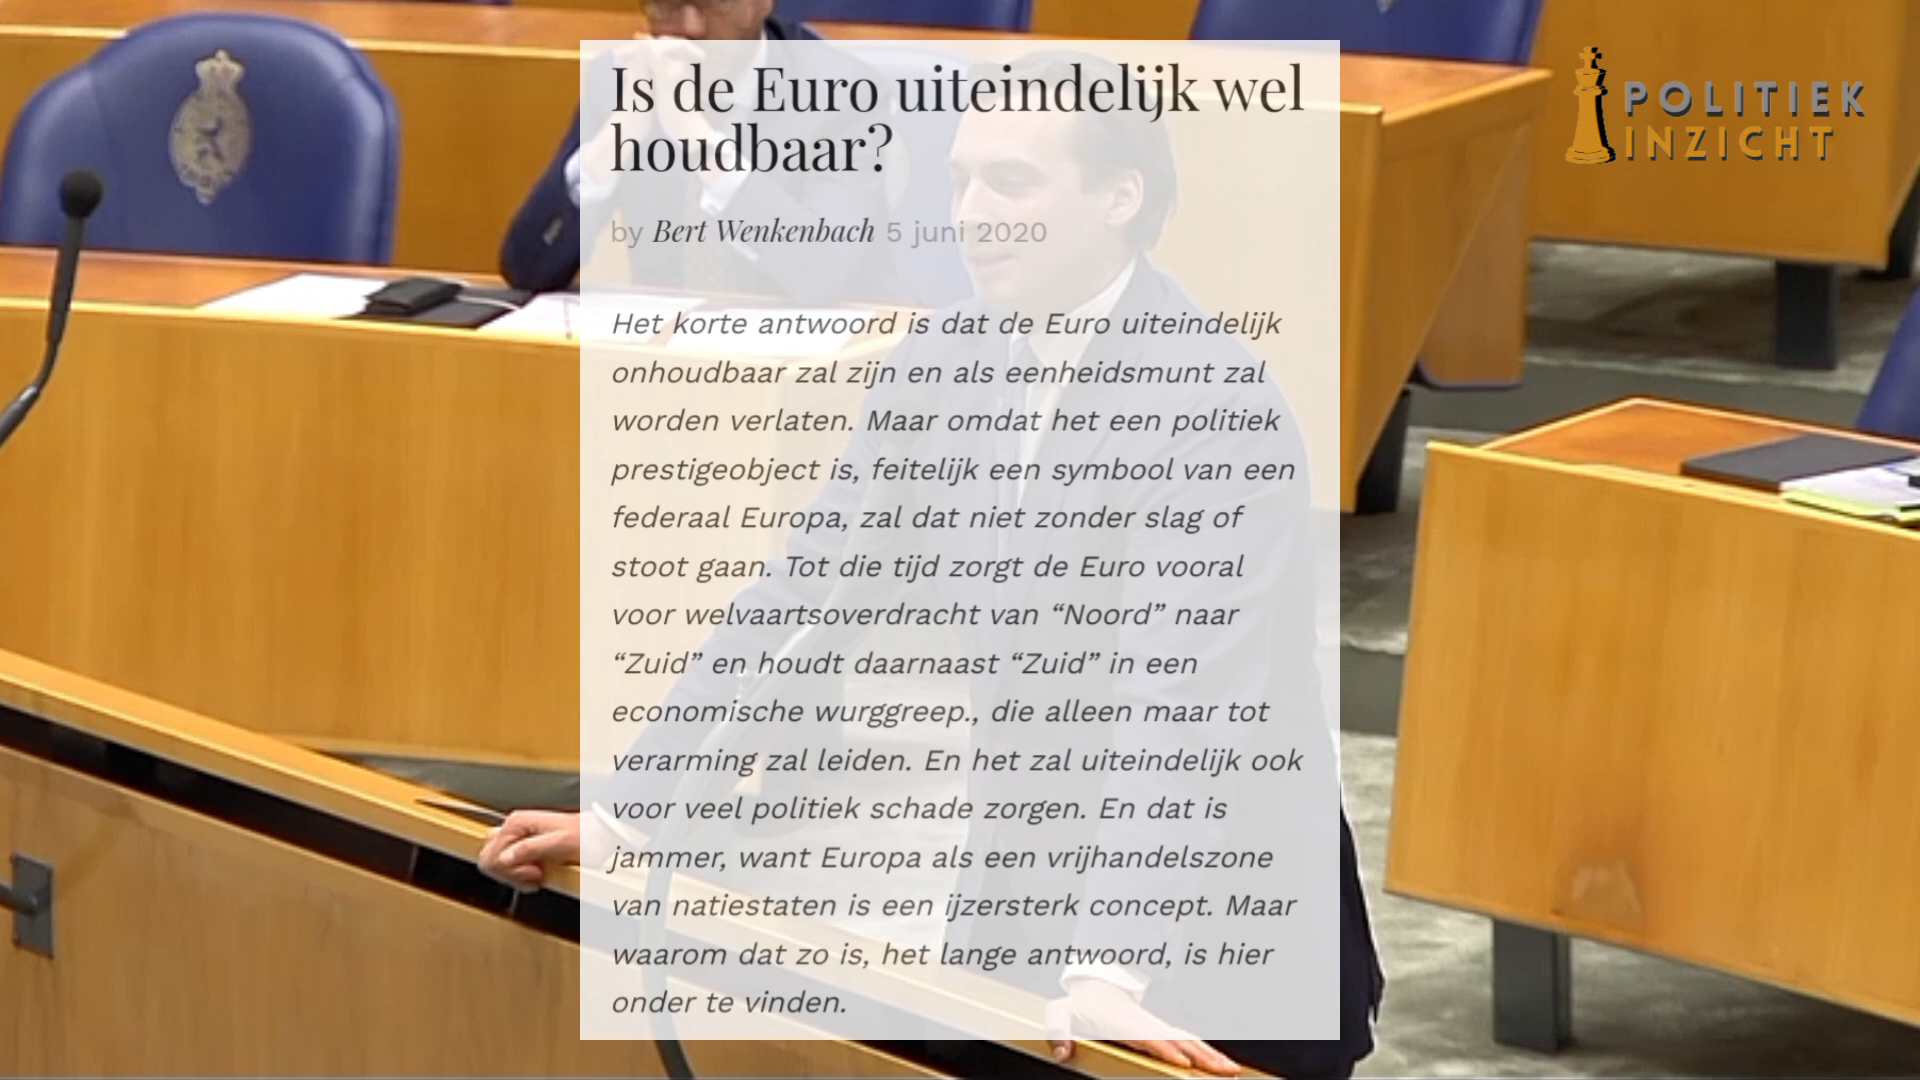 Is de Euro uiteindelijk wel
houdbaar?
by Bert Wenkenbach 5 juni 2020
Het korte antwoord is dat de Euro uiteindelijk
onhoudbaar zal zijn en als eenheidsmunt zal
worden verlaten. Maar omdat het een politiek
prestigeobject is, feitelijk een symbool van een
federaal Europa, zal dat niet zonder slag of
stoot gaan. Tot die tijd zorgt de Euro vooral
voor welvaartsoverdracht van “Noord” naar
“Zuid” en houdt daarnaast “Zuid” in een
economische wurggreep., die alleen maar tot
verarming zal leiden. En het zal uiteindelijk ook
voor veel politiek schade zorgen. En dat is
jammer, want Europa als een vrijhandelszone
van natiestaten is een ijzersterk concept. Maar
waarom dat zo is, het lange antwoord, is hier
onder te vinden.
POLITIEK
INZICHT